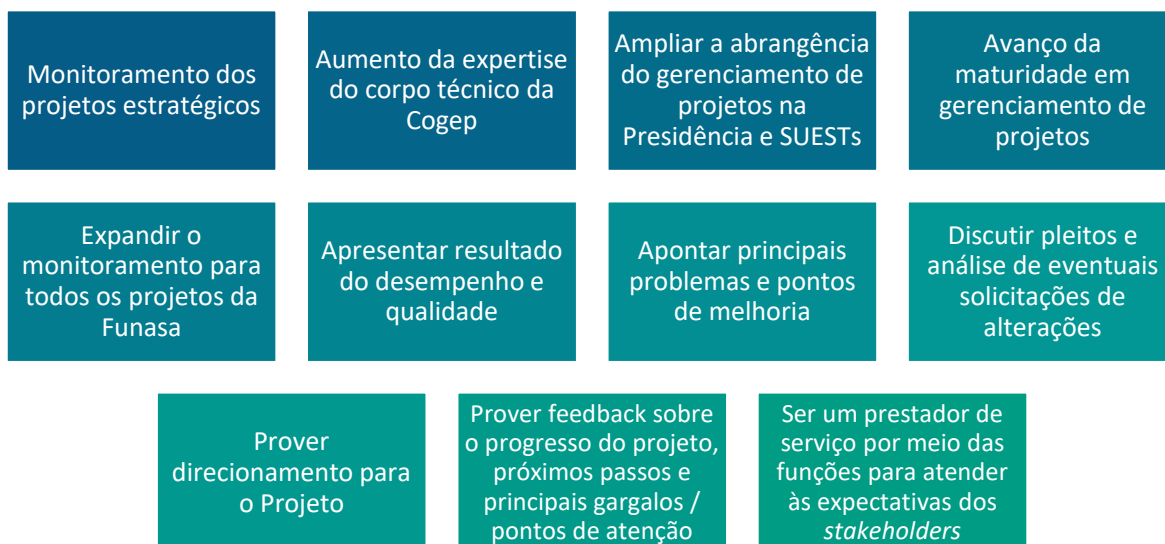 Monitoramento dos
projetos estratégicos
Aumento da expertise
do corpo técnico da
Cogep
Ampliar a abrangência
do gerenciamento de
projetos na
Presidência e SUESTs
Avanço da
maturidade em
gerenciamento de
projetos
Expandir o
monitoramento para
todos os projetos da
Funasa
Apresentar resultado
do desempenho e
qualidade
Apontar principais
problemas e pontos
de melhoria
Discutir pleitos e
análise de eventuais
solicitações de
alterações
Prover
direcionamento para
o Projeto
Prover feedback sobre
o progresso do projeto,
próximos passos e
principais gargalos /
pontos de atenção
Ser um prestador de
serviço por meio das
funções para atender
às expectativas dos
stakeholders